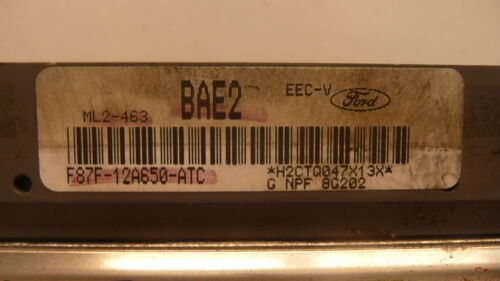 BAE2 EEC-V Ford
ML2-463
F87F-12A650-ATC *H2CTQ047X13X*
G NPF 8G202